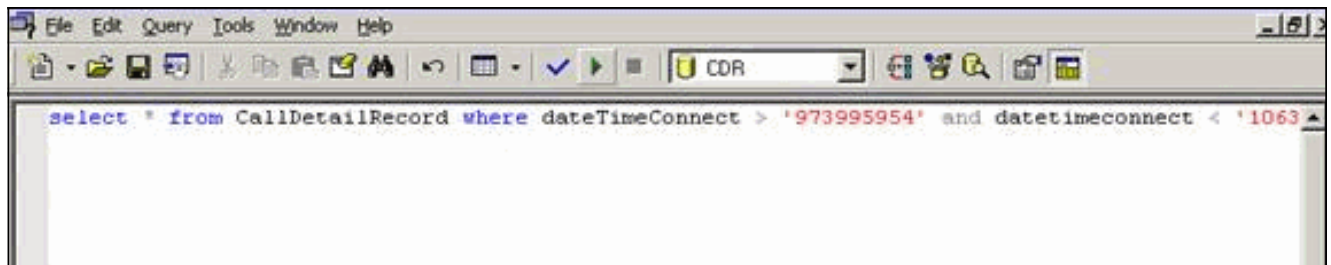 File Edit Query Tools Window Help
CDR
select * from CallDetailRecord where dateTimeConnect > '973995954' and datetimeconnect < '1063